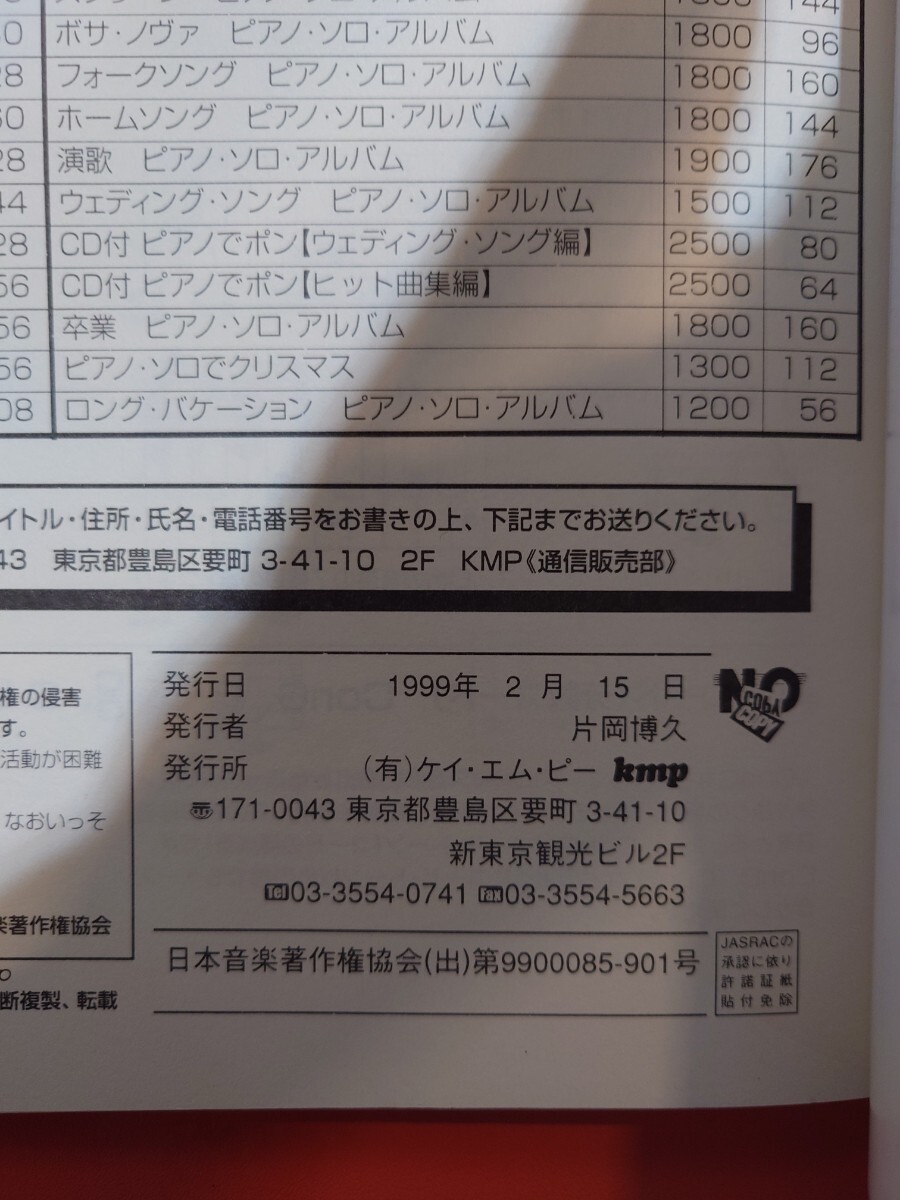 ボサ・ノヴァ ピアノ・ソロ・アルバム 1800 96
28 フォークソング ピアノ・ソロ・アルバム 1800 160
60 ホームソング ピアノ・ソロ・アルバム 1800 144
28 演歌 ピアノ・ソロ・アルバム 1900 176
44 ウェディング・ソング ピアノ・ソロ・アルバム 1500 112
28 CD付 ピアノでポン【ウェディング・ソング編】 2500 80
56 CD付 ピアノでポン【ヒット曲集編】 2500 64
56 卒業 ピアノ・ソロ・アルバム 1800 160
56 ピアノ・ソロでクリスマス 1300 112
08 ロング・バケーション ピアノ・ソロ・アルバム 1200 56
イトル・住所・氏名・電話番号をお書きの上、下記までお送りください。
43 東京都豊島区要町 3-41-10 2F KMP《通信販売部》
権の侵害
す。
活動が困難
なおいっそ
楽著作権協会
断複製、転載
発行日 1999年 2 月 15 日
発行者 片岡博久
発行所 (有)ケイ・エム・ピー kmp
〠171-0043 東京都豊島区要町 3-41-10
新東京観光ビル2F
Tel03-3554-0741 Fax03-3554-5663
日本音楽著作権協会(出)第9900085-901号
NO
COPY
COPY
JASRACの
承認に依り
許諾証紙
貼付免除